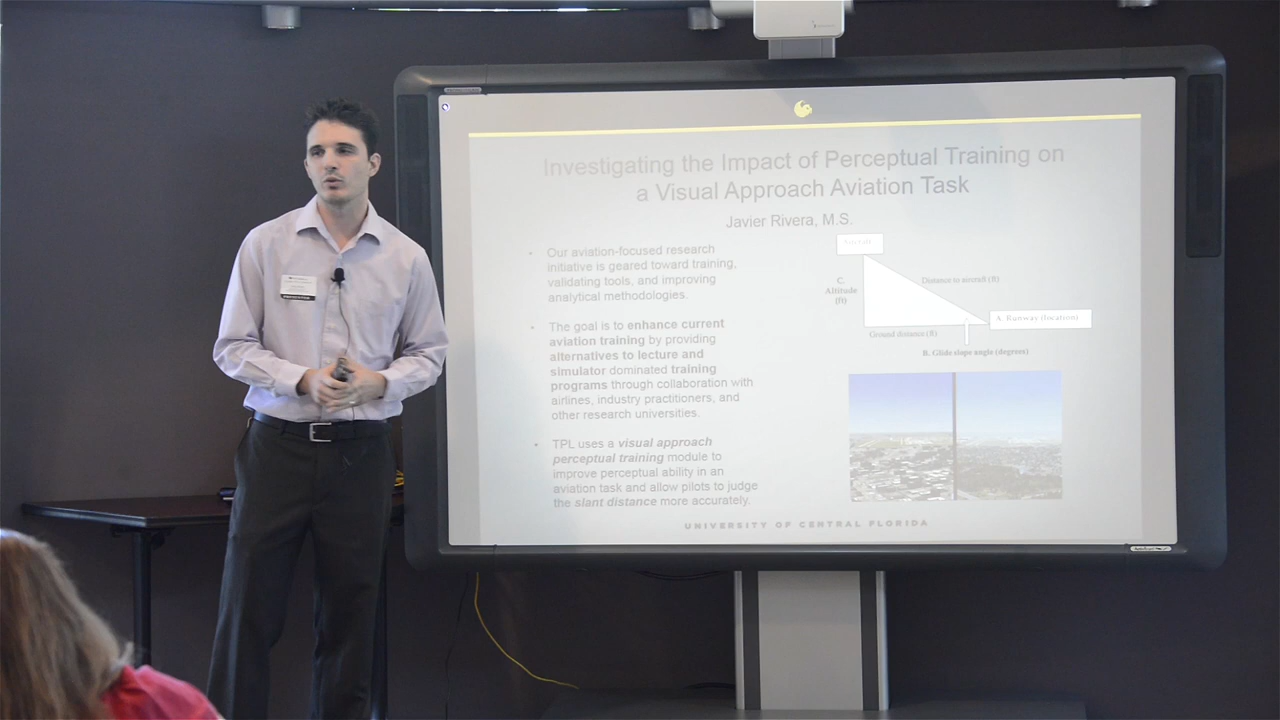 Investigating the Impact of Perceptual Training on
a Visual Approach Aviation Task
Javier Rivera, M.S.
Our aviation-focused research
initiative is geared toward training,
validating tools, and improving
analytical methodologies.
The goal is to enhance current
aviation training by providing
alternatives to lecture and
simulator dominated training
programs through collaboration with
airlines, industry practitioners, and
other research universities.
TPL uses a visual approach
perceptual training module to
improve perceptual ability in an
aviation task and allow pilots to judge
the slant distance more accurately.
Aircraft
C.
Altitude
(ft)
Distance to aircraft (ft)
A. Runway (location)
Ground distance (ft)
B. Glide slope angle (degrees)
UNIVERSITY OF CENTRAL FLORIDA